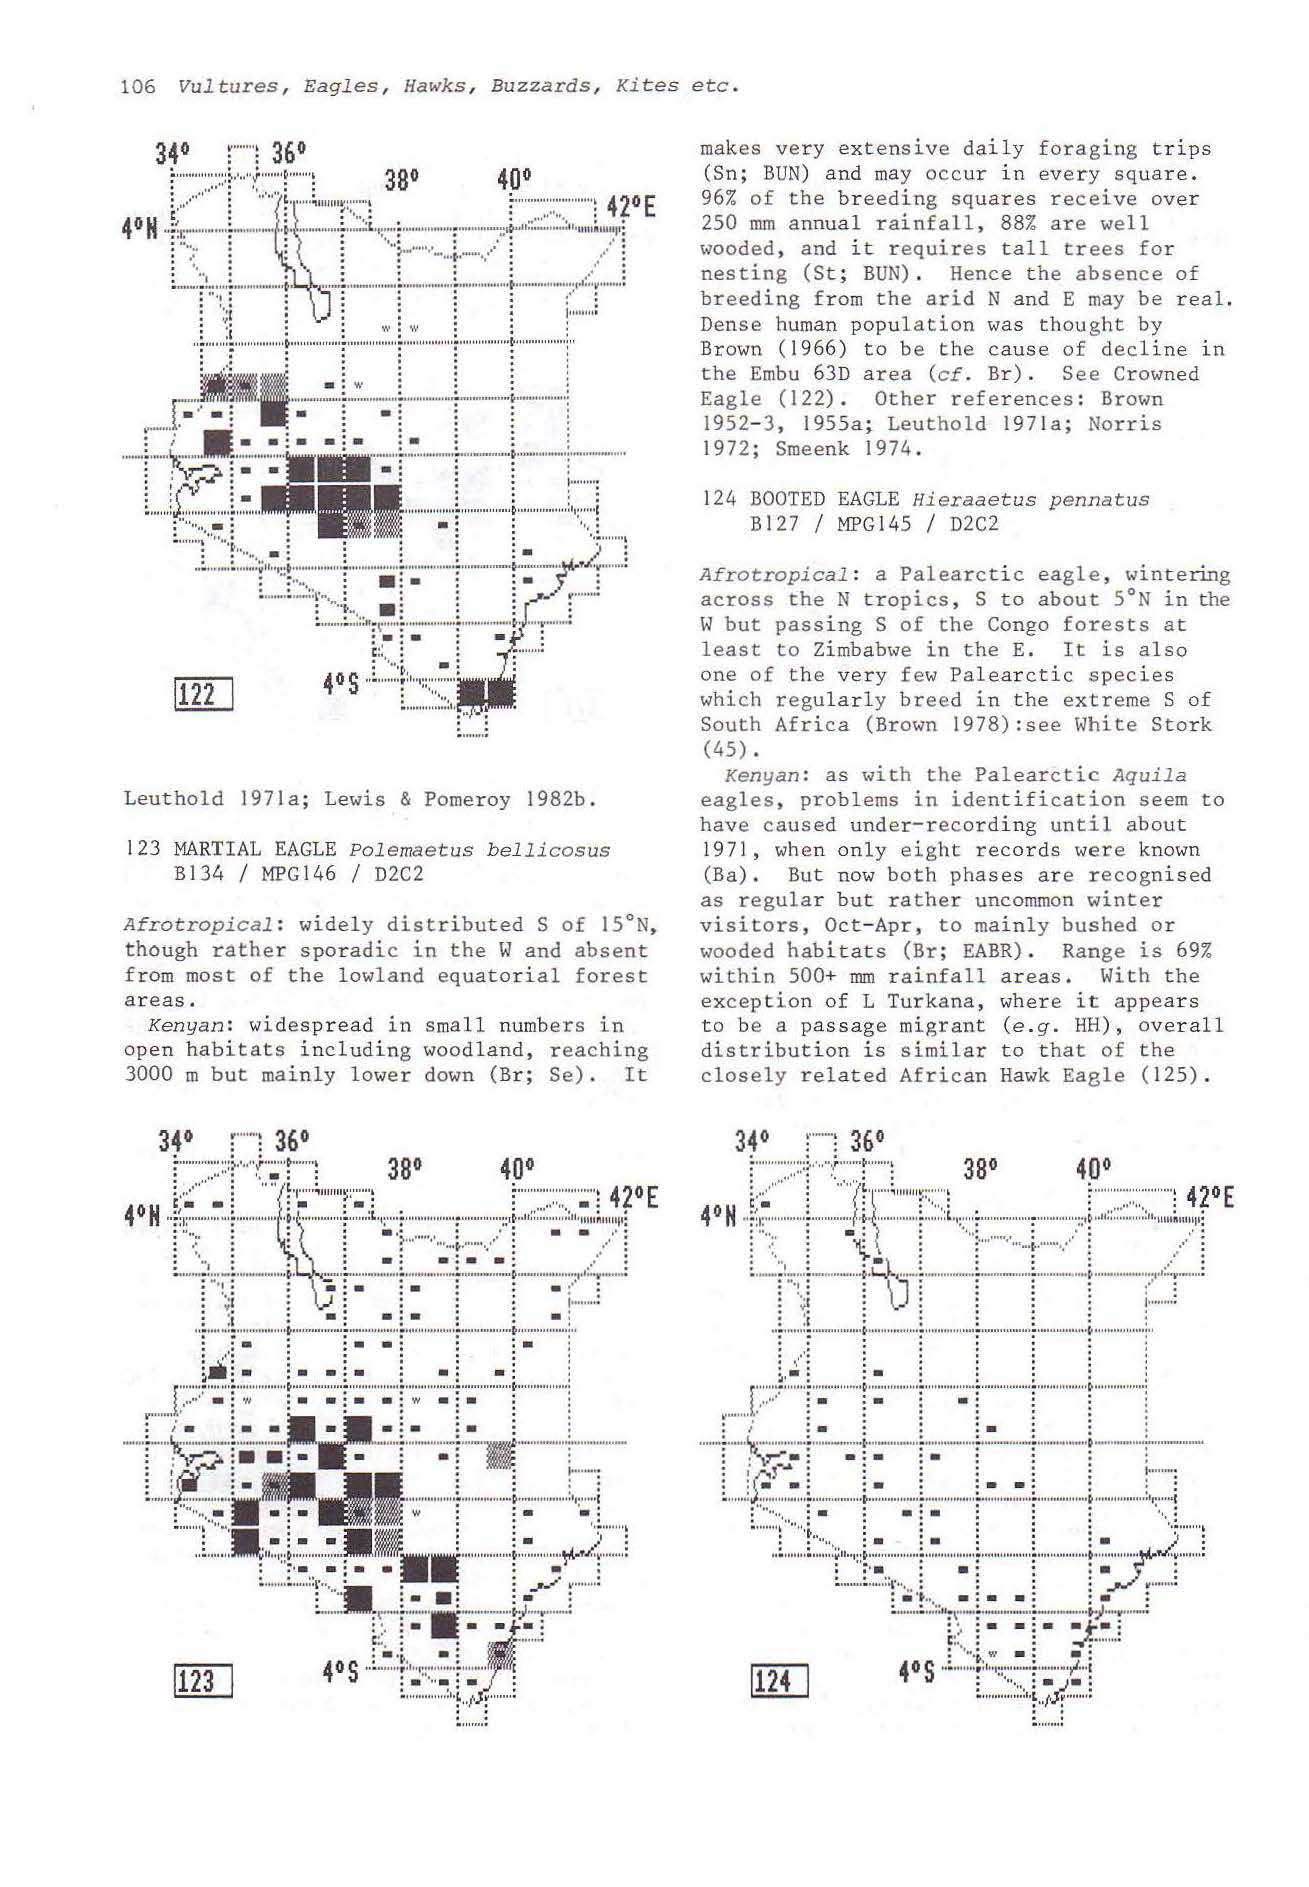 106 Vultures, Eagles, Hawks, Buzzards, Kites etc.
34° 36°
38° 40°
42°E
4°N
w w
w
122
4°S
Leuthold 1971a; Lewis & Pomeroy 1982b.
123 MARTIAL EAGLE Polemaetus bellicosus
B134 / MPG146 / D2C2
Afrotropical: widely distributed S of 15°N,
though rather sporadic in the W and absent
from most of the lowland equatorial forest
areas.
Kenyan: widespread in small numbers in
open habitats including woodland, reaching
3000 m but mainly lower down (Br; Se). It
makes very extensive daily foraging trips
(Sn; BUN) and may occur in every square.
96% of the breeding squares receive over
250 mm annual rainfall, 88% are well
wooded, and it requires tall trees for
nesting (St; BUN). Hence the absence of
breeding from the arid N and E may be real.
Dense human population was thought by
Brown (1966) to be the cause of decline in
the Embu 63D area (cf. Br). See Crowned
Eagle (122). Other references: Brown
1952-3, 1955a; Leuthold 1971a; Norris
1972; Smeenk 1974.
124 BOOTED EAGLE Hieraaetus pennatus
B127 / MPG145 / D2C2
Afrotropical: a Palearctic eagle, wintering
across the N tropics, S to about 5°N in the
W but passing S of the Congo forests at
least to Zimbabwe in the E. It is also
one of the very few Palearctic species
which regularly breed in the extreme S of
South Africa (Brown 1978):see White Stork
(45).
Kenyan: as with the Palearctic Aquila
eagles, problems in identification seem to
have caused under-recording until about
1971, when only eight records were known
(Ba). But now both phases are recognised
as regular but rather uncommon winter
visitors, Oct-Apr, to mainly bushed or
wooded habitats (Br; EABR). Range is 69%
within 500+ mm rainfall areas. With the
exception of L Turkana, where it appears
to be a passage migrant (e.g. HH), overall
distribution is similar to that of the
closely related African Hawk Eagle (125).
34° 36°
38° 40°
42°E
4°N
w w
w
123
4°S
34° 36°
38° 40°
42°E
4°N
w
124
4°S